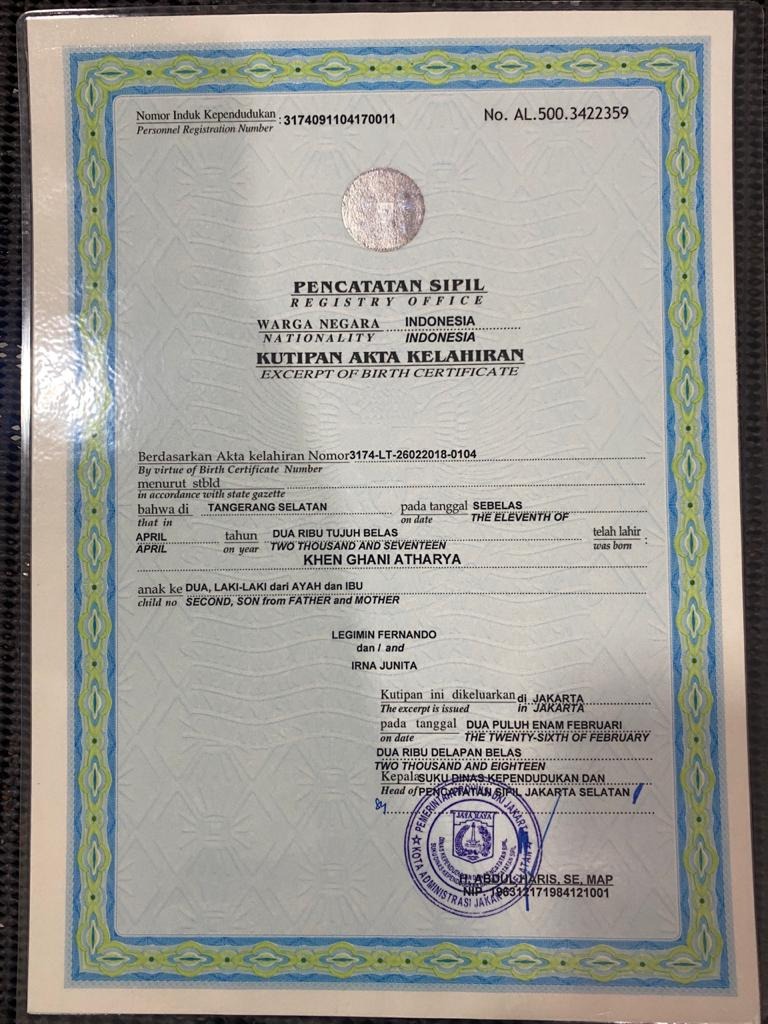 Nomor Induk Kependudukan : 3174091104170011
Personnel Registration Number
No. AL.500.3422359
PENCATATAN SIPIL
REGISTRY OFFICE
WARGA NEGARA INDONESIA
NATIONALITY INDONESIA
KUTIPAN AKTA KELAHIRAN
EXCERPT OF BIRTH CERTIFICATE
Berdasarkan Akta kelahiran Nomor 3174-LT-26022018-0104
By virtue of Birth Certificate Number
menurut stbld
in accordance with state gazette
bahwa di TANGERANG SELATAN pada tanggal SEBELAS
that in on date THE ELEVENTH OF
APRIL tahun DUA RIBU TUJUH BELAS telah lahir :
APRIL on year TWO THOUSAND AND SEVENTEEN was born
KHEN GHANI ATHARYA
anak ke DUA, LAKI-LAKI dari AYAH dan IBU
child no SECOND, SON from FATHER and MOTHER
LEGIMIN FERNANDO
dan / and
IRNA JUNITA
Kutipan ini dikeluarkan di JAKARTA
The excerpt is issued in JAKARTA
pada tanggal DUA PULUH ENAM FEBRUARI
on date THE TWENTY-SIXTH OF FEBRUARY
DUA RIBU DELAPAN BELAS
TWO THOUSAND AND EIGHTEEN
Kepala SUKU DINAS KEPENDUDUKAN DAN
Head of PENCATATAN SIPIL JAKARTA SELATAN
JAYA RAYA
KOTA ADMINISTRASI JAKARTA SELATAN
H. ABDUL HARIS, SE, MAP
NIP. 196312171984121001